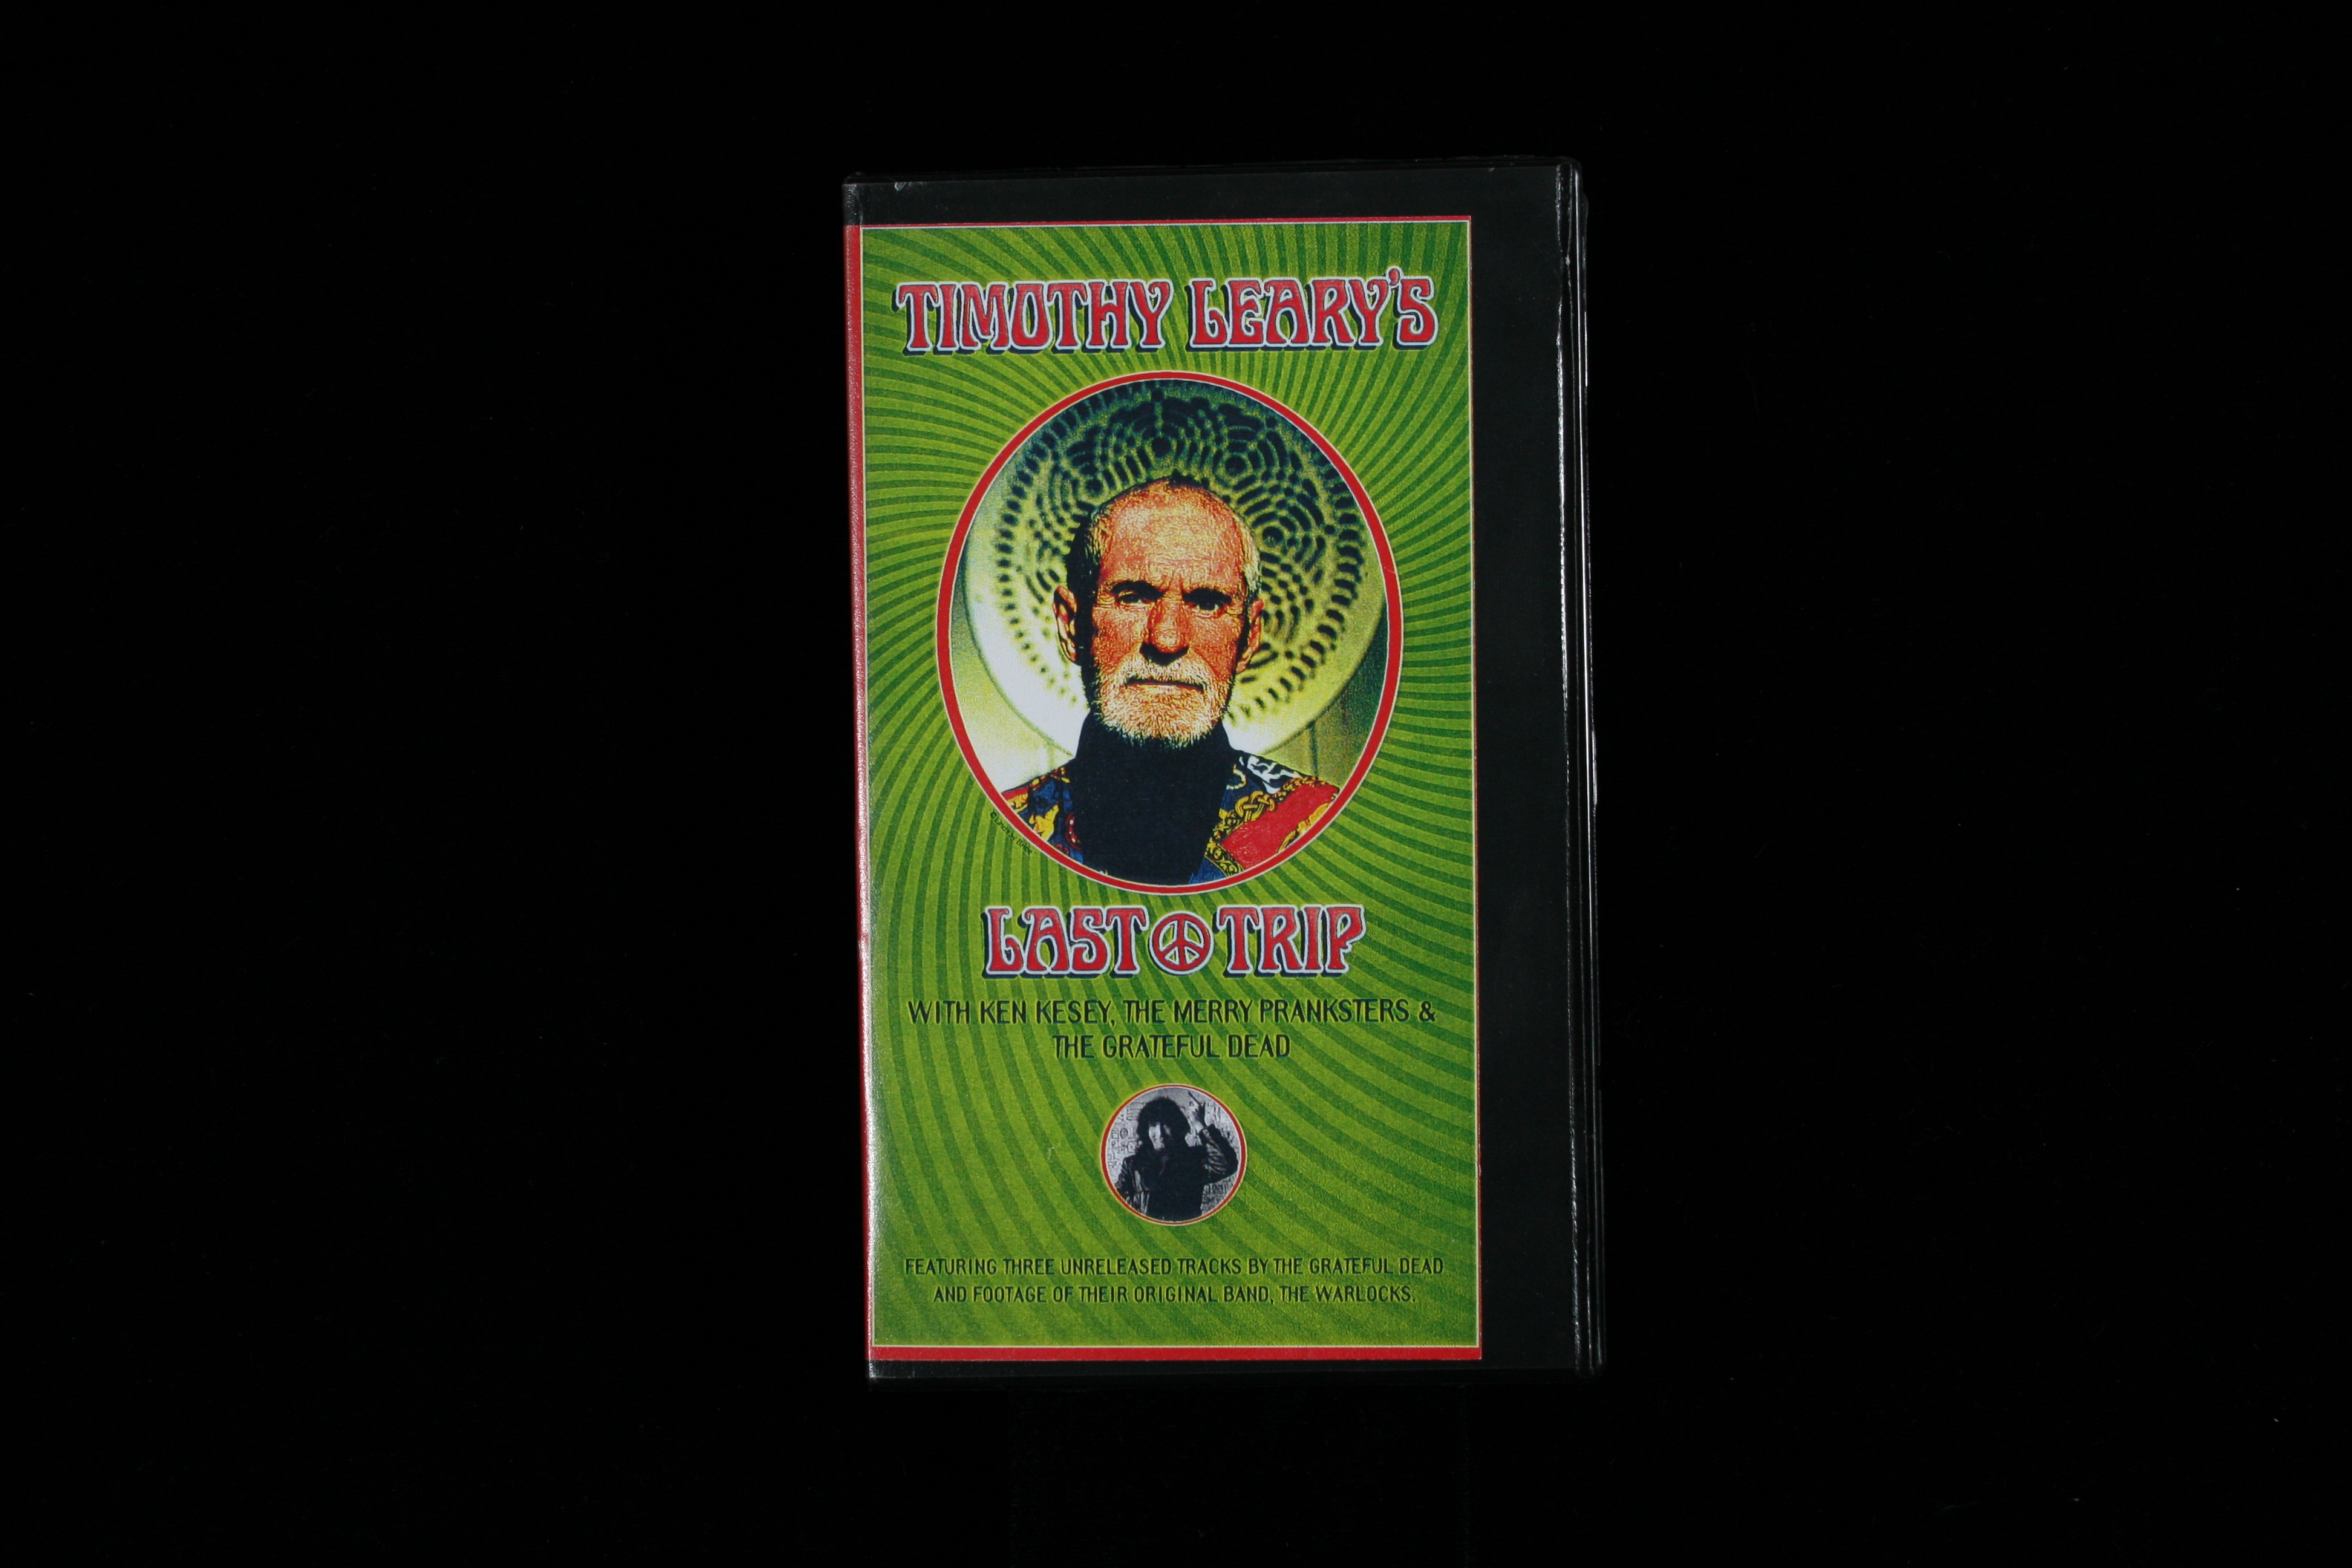 TIMOTHY LEARY'S
LAST TRIP
WITH KEN KESEY, THE MERRY PRANKSTERS &
THE GRATEFUL DEAD
FEATURING THREE UNRELEASED TRACKS BY THE GRATEFUL DEAD
AND FOOTAGE OF THEIR ORIGINAL BAND, THE WARLOCKS.